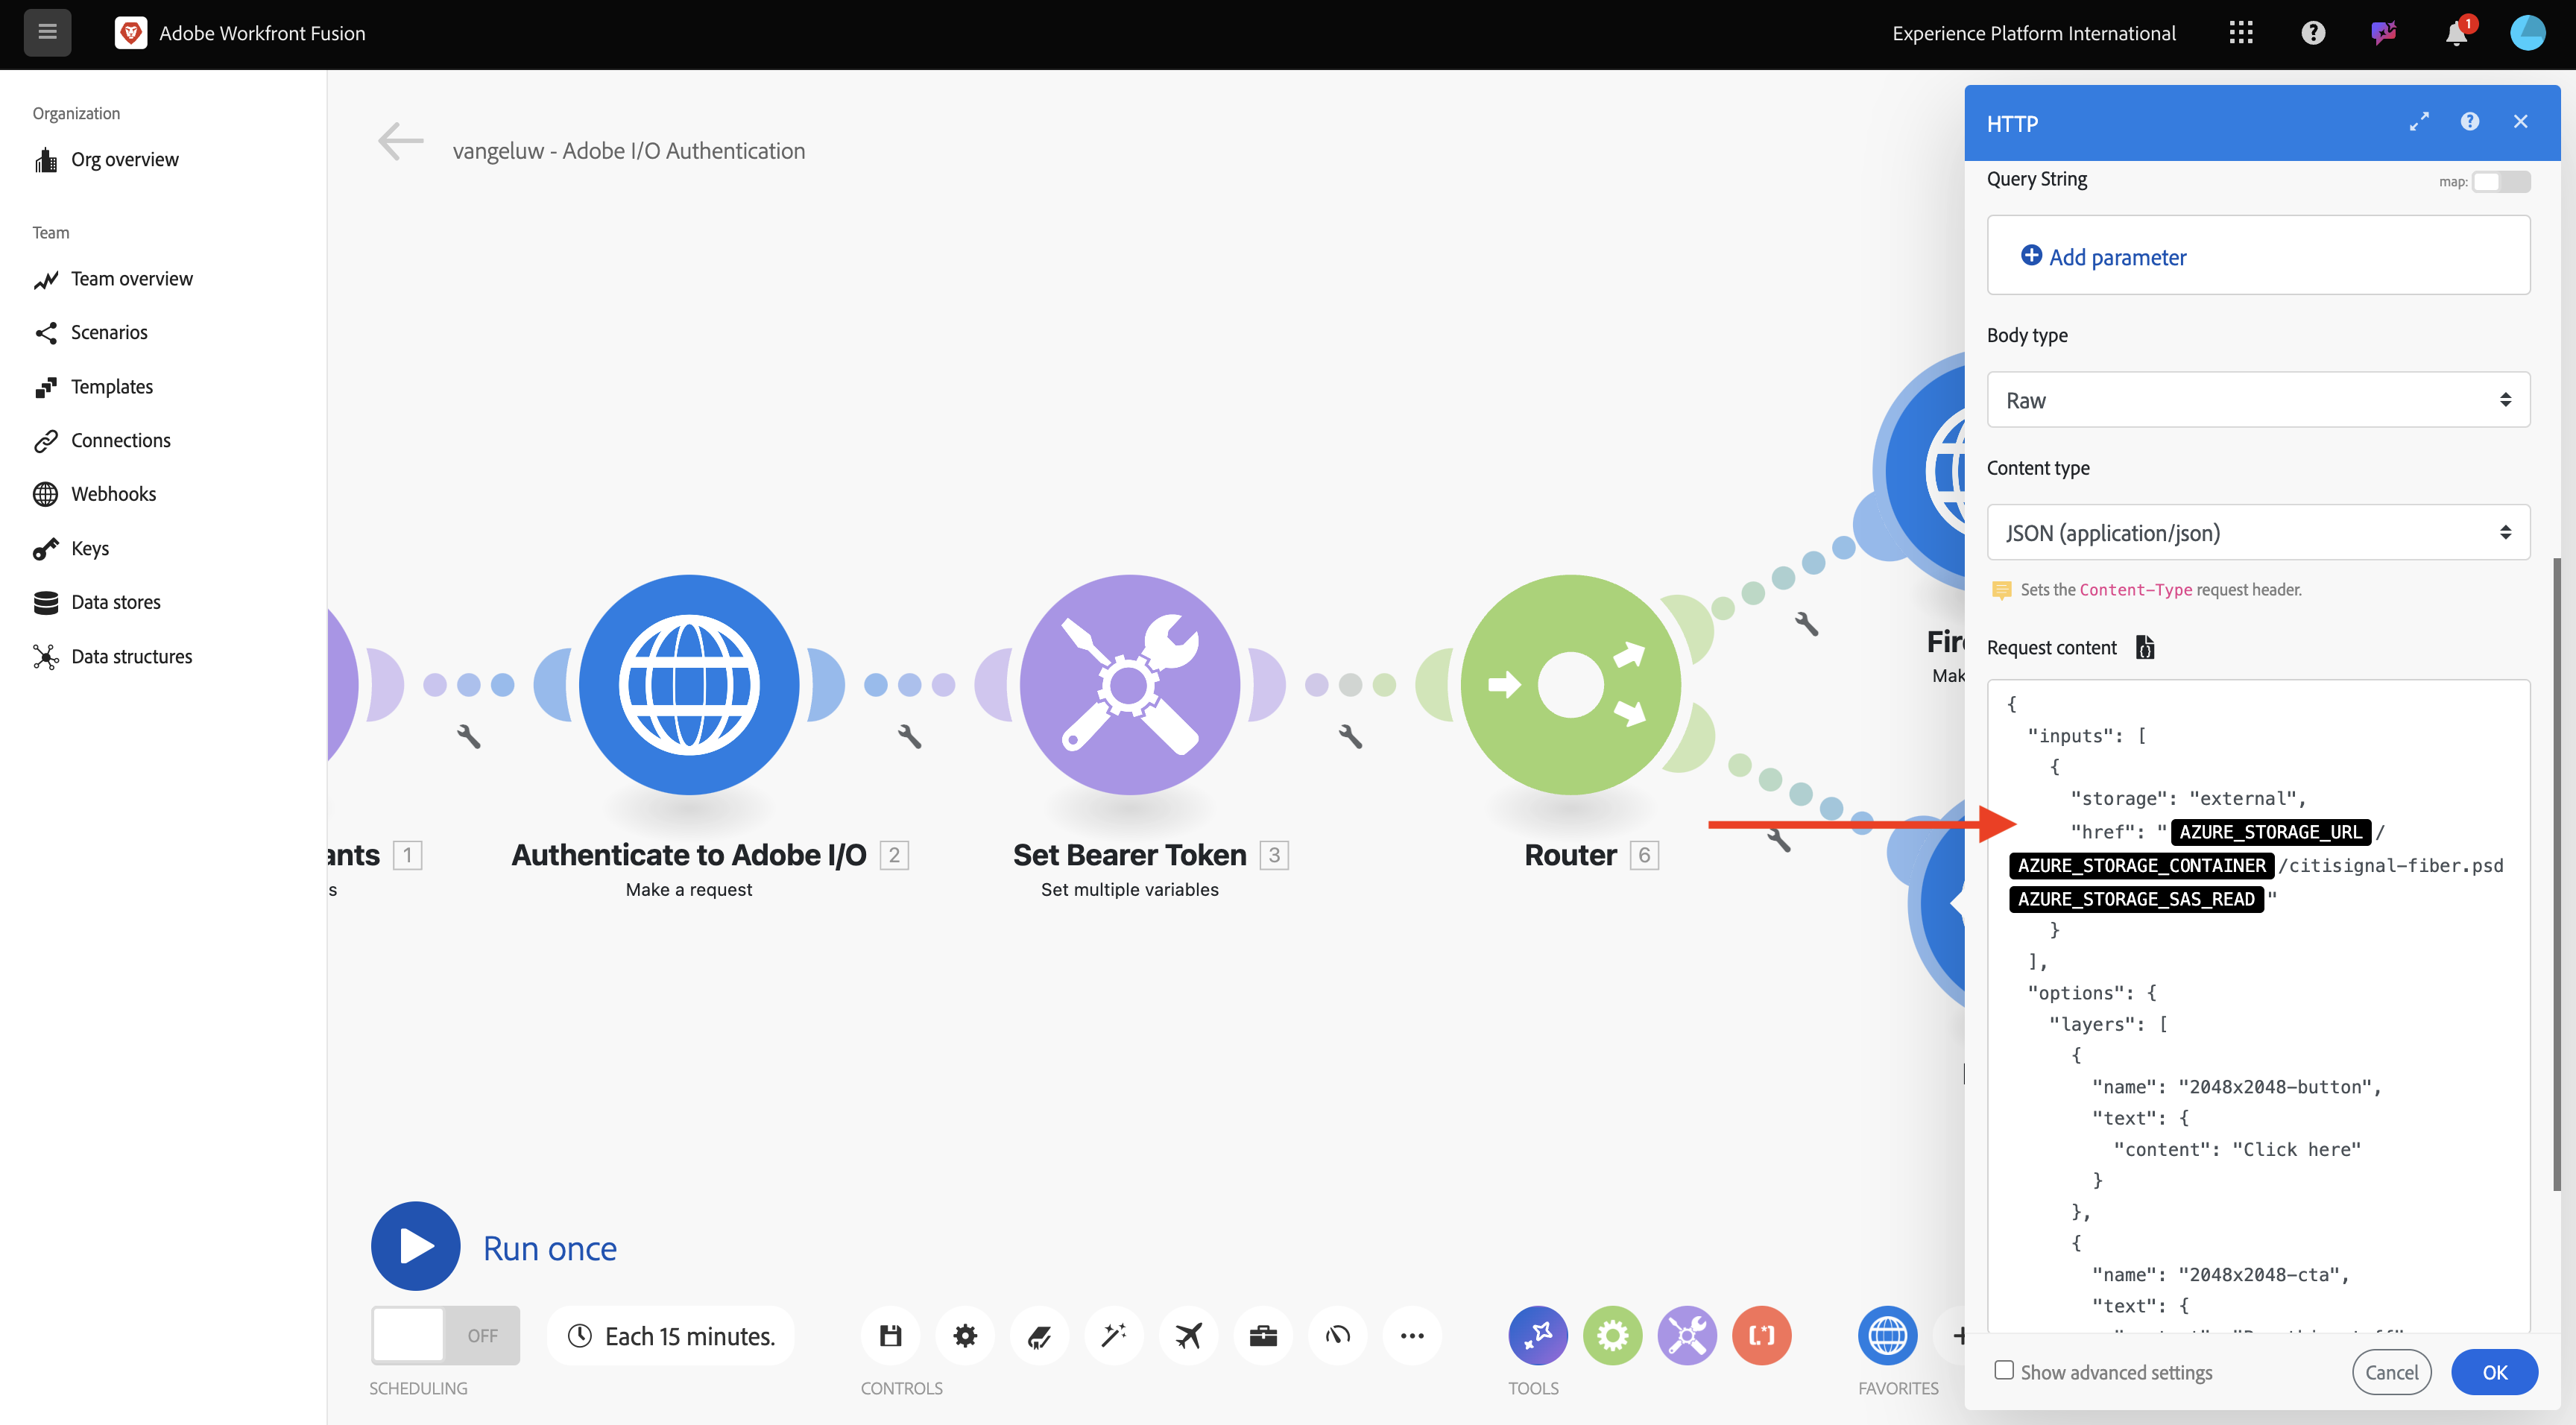 Adobe Workfront Fusion
Experience Platform International
1
Organization
Org overview
Team
Team overview
Scenarios
Templates
Connections
Webhooks
Keys
Data stores
Data structures
vangeluw - Adobe I/O Authentication
ants 1
s
Authenticate to Adobe I/O 2
Make a request
Set Bearer Token 3
Set multiple variables
Router 6
Fire
Mak
Run once
OFF
Each 15 minutes.
SCHEDULING
CONTROLS
TOOLS
FAVORITES
HTTP
Query String
map:
Add parameter
Body type
Raw
Content type
JSON (application/json)
Sets the Content-Type request header.
Request content
{
"inputs": [
{
"storage": "external",
"href": "AZURE_STORAGE_URL/
AZURE_STORAGE_CONTAINER/citisignal-fiber.psd
AZURE_STORAGE_SAS_READ"
}
],
"options": {
"layers": [
{
"name": "2048x2048-button",
"text": {
"content": "Click here"
}
},
{
"name": "2048x2048-cta",
"text": {
Show advanced settings
Cancel
OK